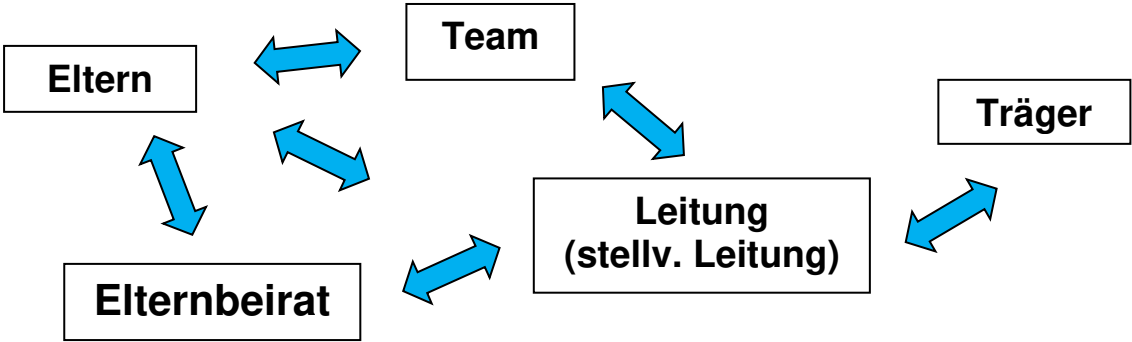 Team
Eltern
Träger
Leitung
(stellv. Leitung)
Elternbeirat